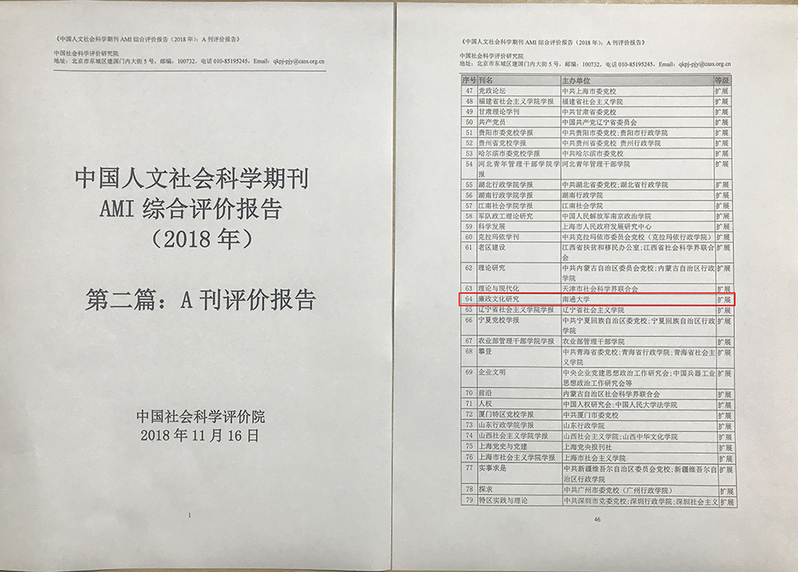 《中国人文社会科学期刊 AMI 综合评价报告（2018 年）：A 刊评价报告》
中国社会科学评价研究院
地址：北京市东城区建国门内大街 5 号，邮编：100732，电话 010-85195245，Email：qkpj-pjy@cass.org.cn
中国人文社会科学期刊
AMI 综合评价报告
（2018 年）
第二篇：A 刊评价报告
中国社会科学评价院
2018 年 11 月 16 日
1
《中国人文社会科学期刊 AMI 综合评价报告（2018 年）：A 刊评价报告》
中国社会科学评价研究院
地址：北京市东城区建国门内大街 5 号，邮编：100732，电话 010-85195245，Email：qkpj-pjy@cass.org.cn
序号 刊名 主办单位 等级
47 党政论坛 中共上海市委党校 扩展
48 福建省社会主义学院学报 福建省社会主义学院 扩展
49 甘肃理论学刊 中共甘肃省委党校 扩展
50 共产党员 中国共产党辽宁省委员会 扩展
51 贵阳市委党校学报 中共贵阳市委党校;贵阳市行政学院 扩展
52 贵州省党校学报 中共贵州省委党校 贵州行政学院 扩展
53 哈尔滨市委党校学报 中共哈尔滨市委党校 扩展
54 河北青年管理干部学院学 河北青年管理干部学院 扩展
报
55 湖北行政学院学报 中共湖北省委党校;湖北省行政学院 扩展
56 湖南行政学院学报 湖南行政学院 扩展
57 江南社会学院学报 江南社会学院 扩展
58 军队政工理论研究 中国人民解放军南京政治学院 扩展
59 科学发展 上海市人民政府发展研究中心 扩展
60 克拉玛依学刊 中共克拉玛依市委员会党校（克拉玛依行政学院） 扩展
61 老区建设 江西省扶贫和移民办公室;江西省社会科学界联合 扩展
会
62 理论研究 中共内蒙古自治区委员会党校;内蒙古自治区行政 扩展
学院
63 理论与现代化 天津市社会科学界联合会 扩展
64 廉政文化研究 南通大学 扩展
65 辽宁省社会主义学院学报 辽宁省社会主义学院 扩展
66 宁夏党校学报 中共宁夏回族自治区委党校;宁夏回族自治区行政 扩展
学院
67 农业部管理干部学院学报 农业部管理干部学院 扩展
68 攀登 中共青海省委党校;青海省行政学院;青海省社会主 扩展
义学院
69 企业文明 中央企业党建思想政治工作研究会;中国兵器工业 扩展
思想政治工作研究会等
70 前沿 内蒙古自治区社会科学界联合会 扩展
71 人权 中国人权研究会;中国人民大学法学院 扩展
72 厦门特区党校学报 中共厦门市委党校 扩展
73 山东行政学院学报 山东行政学院 扩展
74 山西社会主义学院学报 山西社会主义学院;山西中华文化学院 扩展
75 上海党史与党建 上海党史报刊社 扩展
76 上海市社会主义学院学报 上海市社会主义学院 扩展
77 实事求是 中共新疆维吾尔自治区委员会党校;新疆维吾尔自 扩展
治区行政学院
78 探求 中共广州市委党校（广州行政学院） 扩展
79 特区实践与理论 中共深圳市党校;深圳行政学院;深圳社会主义 扩展
46